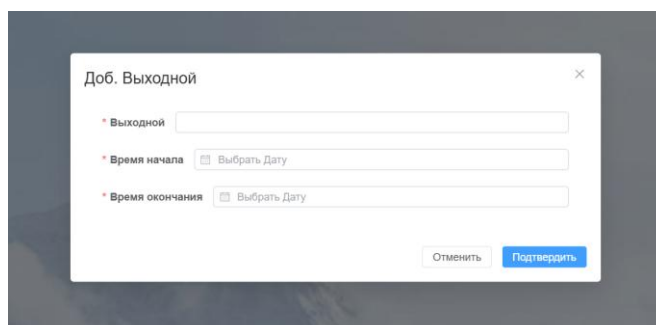 Доб. Выходной
* Выходной
* Время начала Выбрать Дату
* Время окончания Выбрать Дату
Отменить Подтвердить